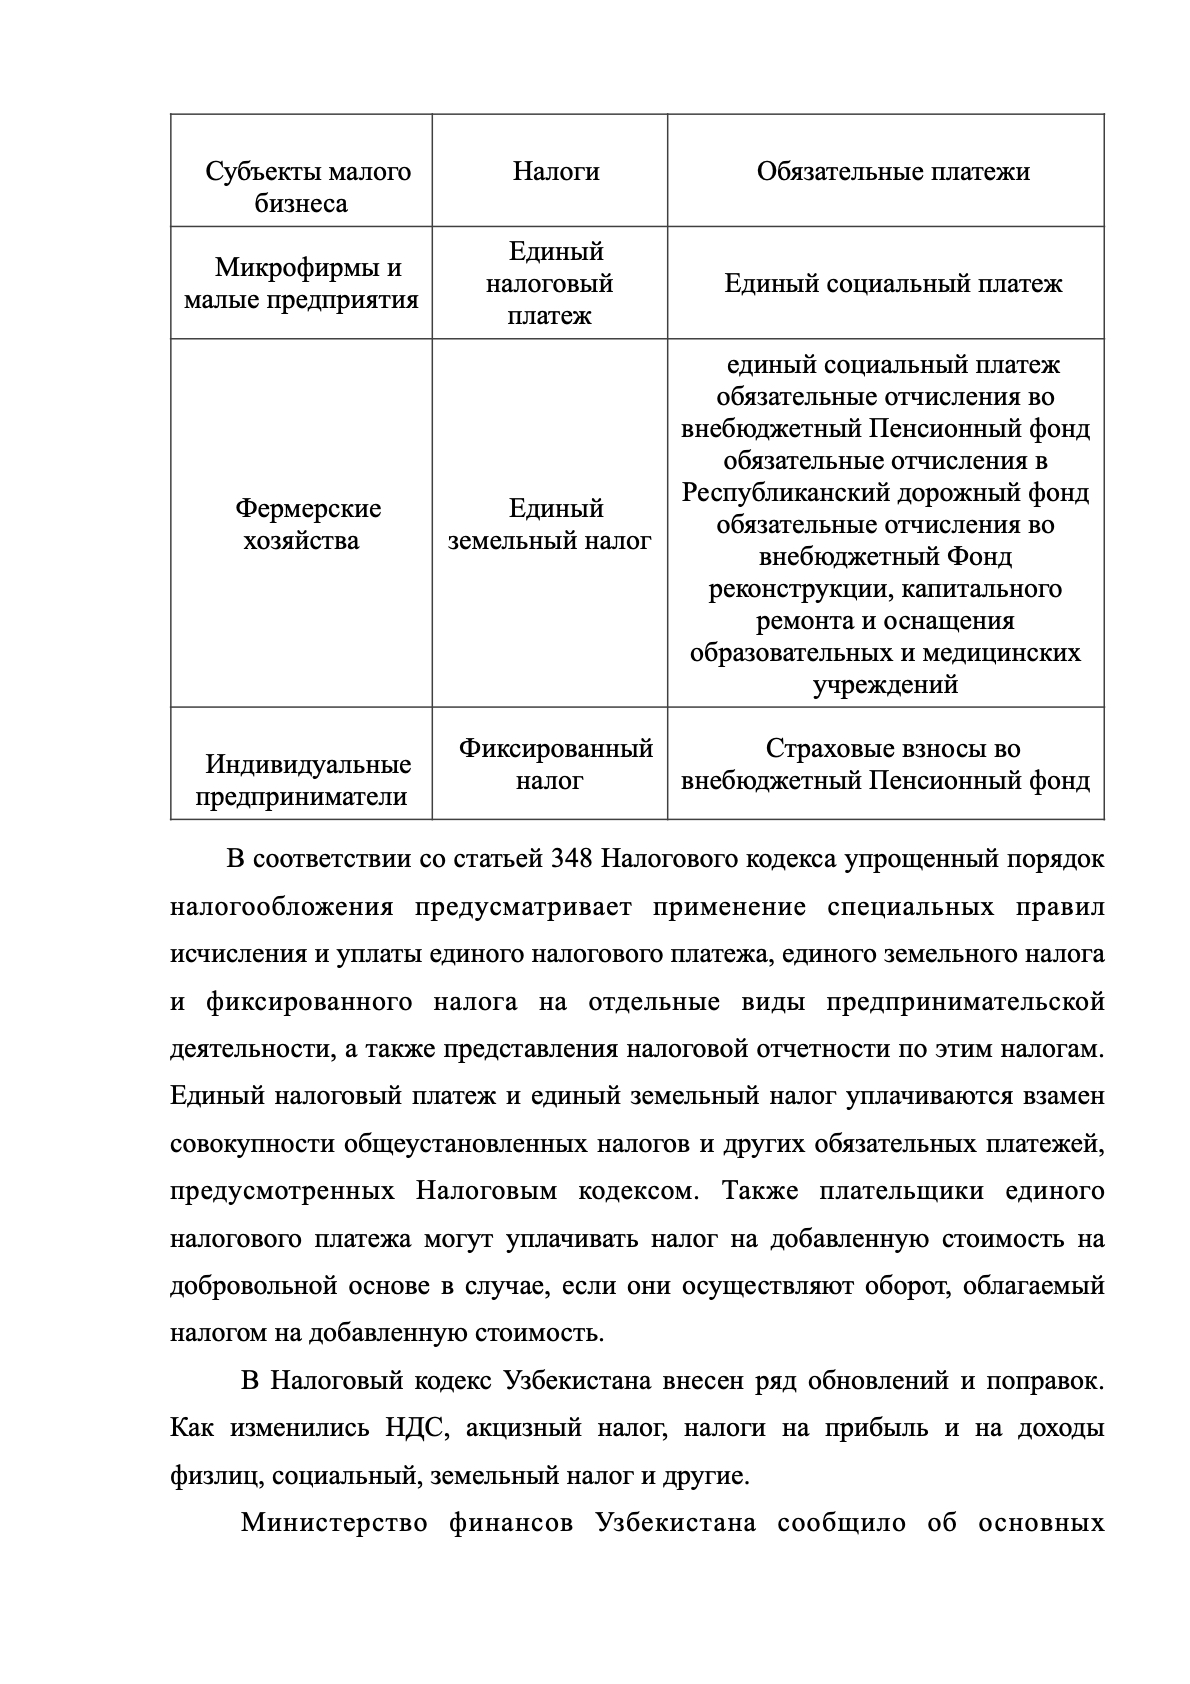 Субъекты малого
бизнеса
Налоги
Обязательные платежи
Микрофирмы и
малые предприятия
Единый
налоговый
платеж
Единый социальный платеж
Фермерские
хозяйства
Единый
земельный налог
единый социальный платеж
обязательные отчисления во
внебюджетный Пенсионный фонд
обязательные отчисления в
Республиканский дорожный фонд
обязательные отчисления во
внебюджетный Фонд
реконструкции, капитального
ремонта и оснащения
образовательных и медицинских
учреждений
Индивидуальные
предприниматели
Фиксированный
налог
Страховые взносы во
внебюджетный Пенсионный фонд
В соответствии со статьей 348 Налогового кодекса упрощенный порядок
налогообложения предусматривает применение специальных правил
исчисления и уплаты единого налогового платежа, единого земельного налога
и фиксированного налога на отдельные виды предпринимательской
деятельности, а также представления налоговой отчетности по этим налогам.
Единый налоговый платеж и единый земельный налог уплачиваются взамен
совокупности общеустановленных налогов и других обязательных платежей,
предусмотренных Налоговым кодексом. Также плательщики единого
налогового платежа могут уплачивать налог на добавленную стоимость на
добровольной основе в случае, если они осуществляют оборот, облагаемый
налогом на добавленную стоимость.
В Налоговый кодекс Узбекистана внесен ряд обновлений и поправок.
Как изменились НДС, акцизный налог, налоги на прибыль и на доходы
физлиц, социальный, земельный налог и другие.
Министерство финансов Узбекистана сообщило об основных